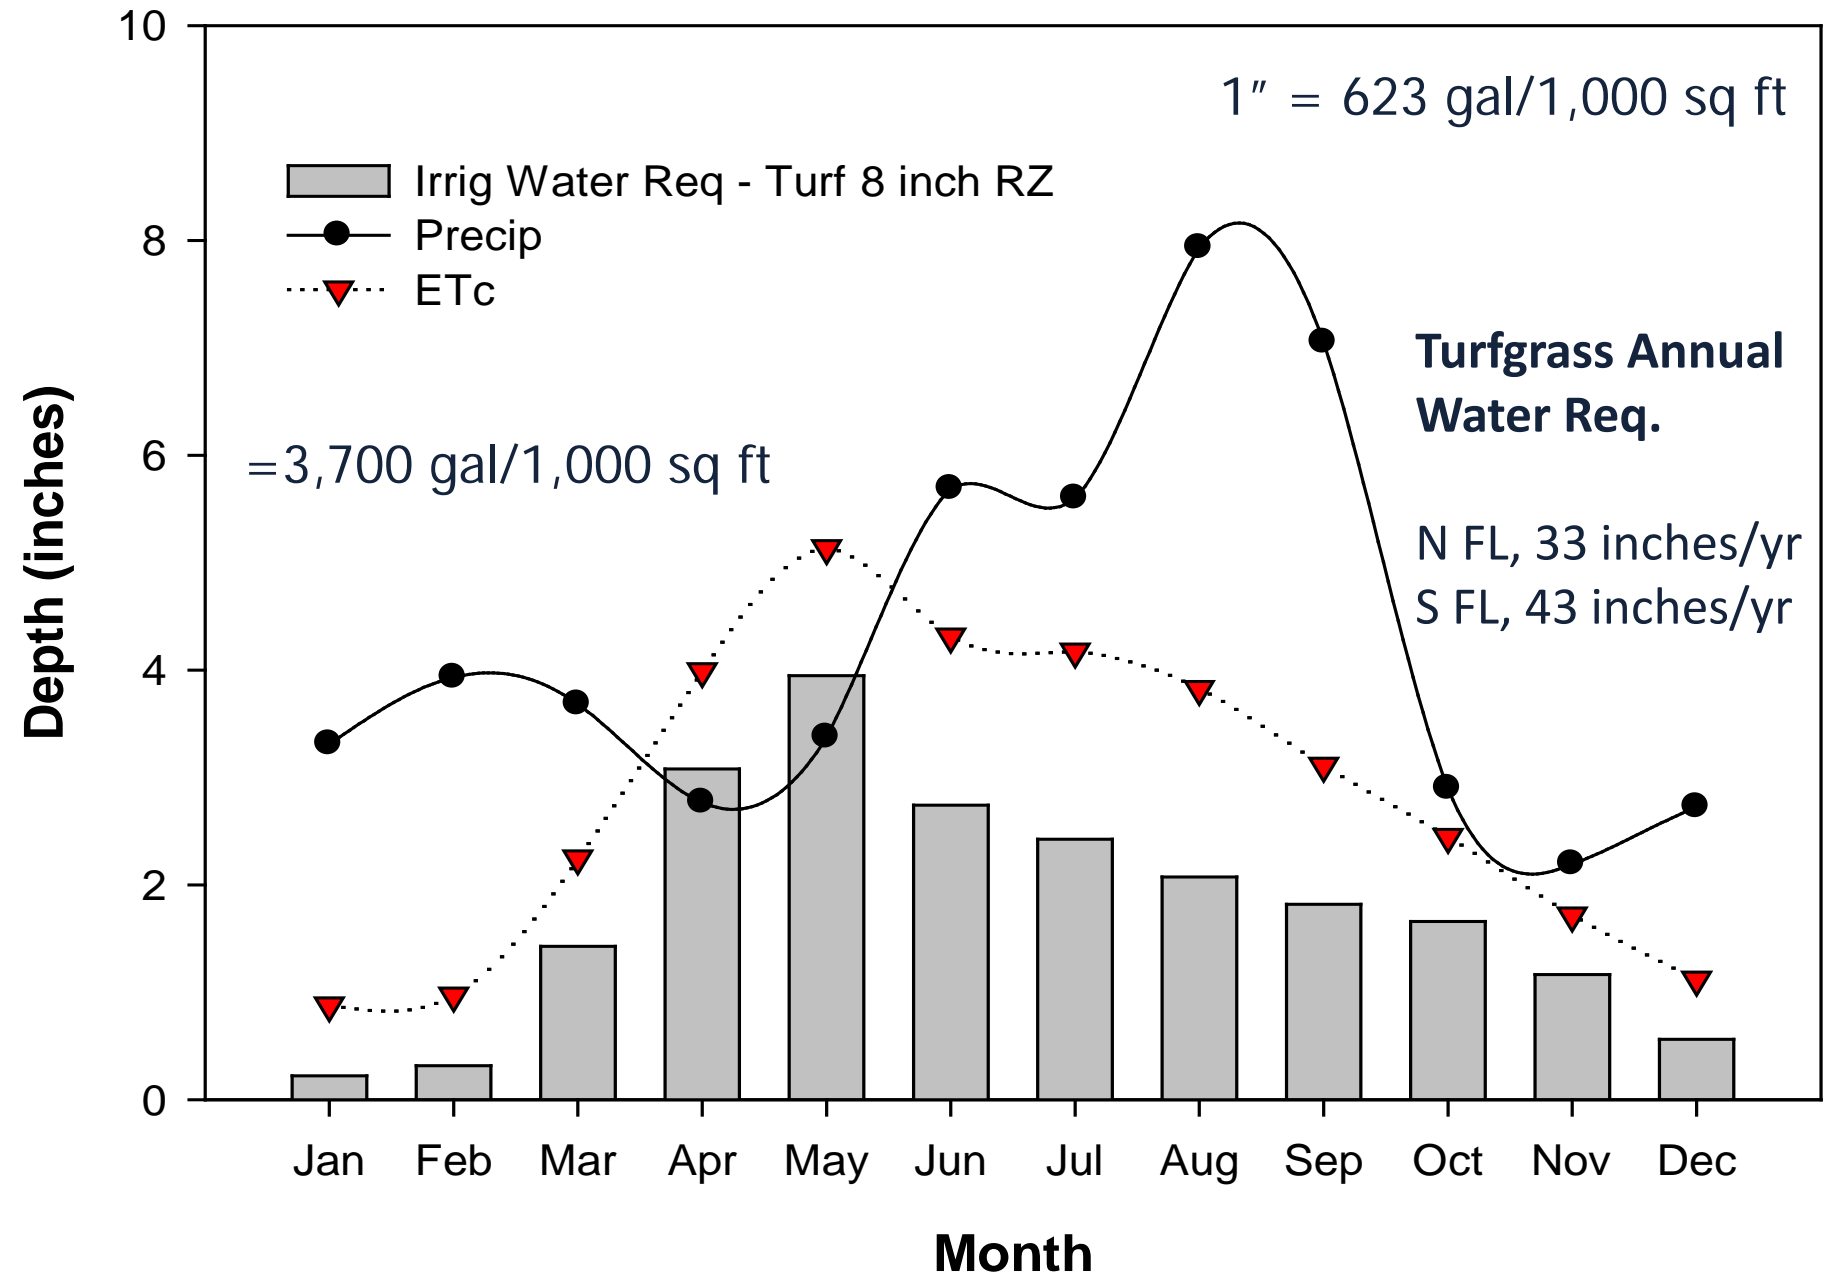 10
1″ = 623 gal/1,000 sq ft
Irrig Water Req - Turf 8 inch RZ
Precip
ETc
8
Turfgrass Annual
Water Req.
=3,700 gal/1,000 sq ft
6
N FL, 33 inches/yr
S FL, 43 inches/yr
Depth (inches)
4
2
0
Jan Feb Mar Apr May Jun Jul Aug Sep Oct Nov Dec
Month